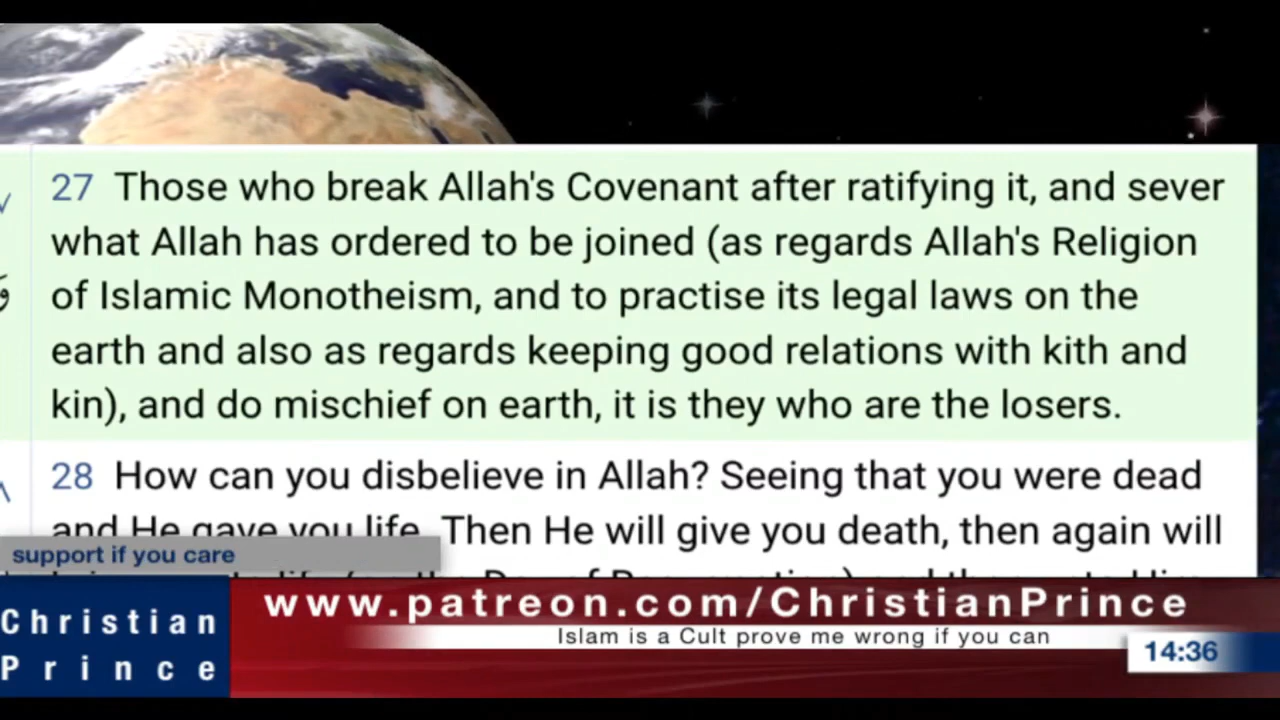 27 Those who break Allah's Covenant after ratifying it, and sever
what Allah has ordered to be joined (as regards Allah's Religion
of Islamic Monotheism, and to practise its legal laws on the
earth and also as regards keeping good relations with kith and
kin), and do mischief on earth, it is they who are the losers.
28 How can you disbelieve in Allah? Seeing that you were dead
and He gave you life. Then He will give you death, then again will
support if you care
Christian
Prince
www.patreon.com/ChristianPrince
Islam is a Cult prove me wrong if you can
14:36